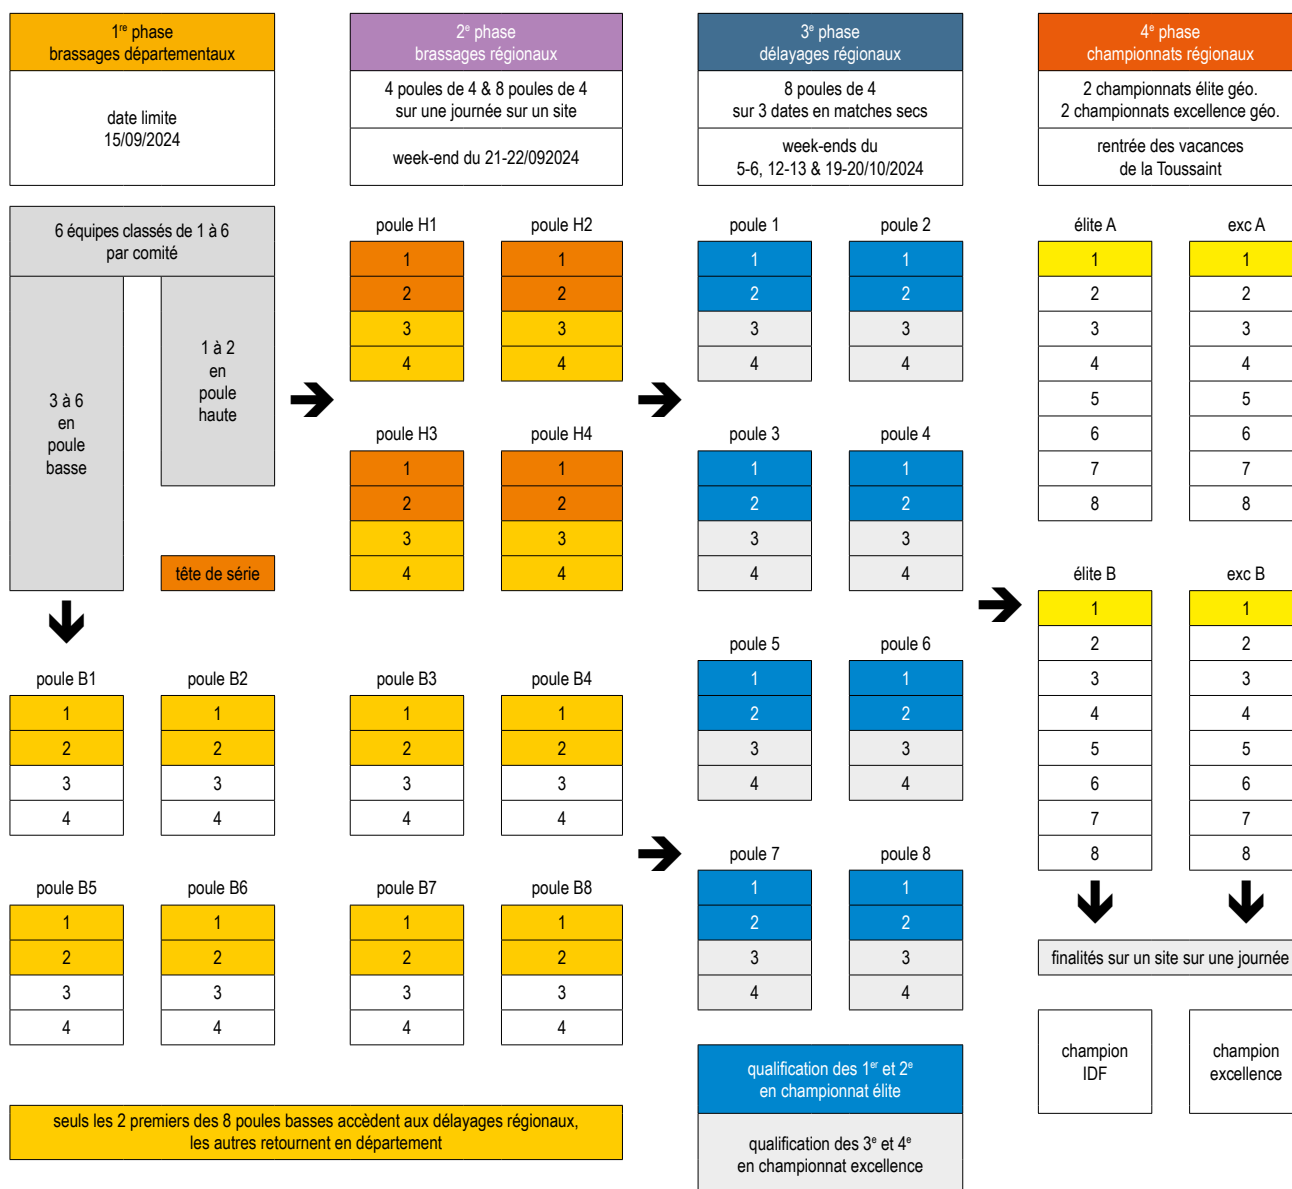 1re phase
brassages départementaux
date limite
15/09/2024
2e phase
brassages régionaux
4 poules de 4 & 8 poules de 4
sur une journée sur un site
week-end du 21-22/092024
3e phase
délayages régionaux
8 poules de 4
sur 3 dates en matches secs
week-ends du
5-6, 12-13 & 19-20/10/2024
4e phase
championnats régionaux
2 championnats élite géo.
2 championnats excellence géo.
rentrée des vacances
de la Toussaint
6 équipes classés de 1 à 6
par comité
3 à 6
en
poule
basse
1 à 2
en
poule
haute
tête de série
poule H1
1
2
3
4
poule H2
1
2
3
4
poule H3
1
2
3
4
poule H4
1
2
3
4
poule B1
1
2
3
4
poule B2
1
2
3
4
poule B3
1
2
3
4
poule B4
1
2
3
4
poule B5
1
2
3
4
poule B6
1
2
3
4
poule B7
1
2
3
4
poule B8
1
2
3
4
seuls les 2 premiers des 8 poules basses accèdent aux délayages régionaux,
les autres retournent en département
poule 1
1
2
3
4
poule 2
1
2
3
4
poule 3
1
2
3
4
poule 4
1
2
3
4
poule 5
1
2
3
4
poule 6
1
2
3
4
poule 7
1
2
3
4
poule 8
1
2
3
4
qualification des 1er et 2e
en championnat élite
qualification des 3e et 4e
en championnat excellence
élite A
1
2
3
4
5
6
7
8
exc A
1
2
3
4
5
6
7
8
élite B
1
2
3
4
5
6
7
8
exc B
1
2
3
4
5
6
7
8
finalités sur un site sur une journée
champion
IDF
champion
excellence